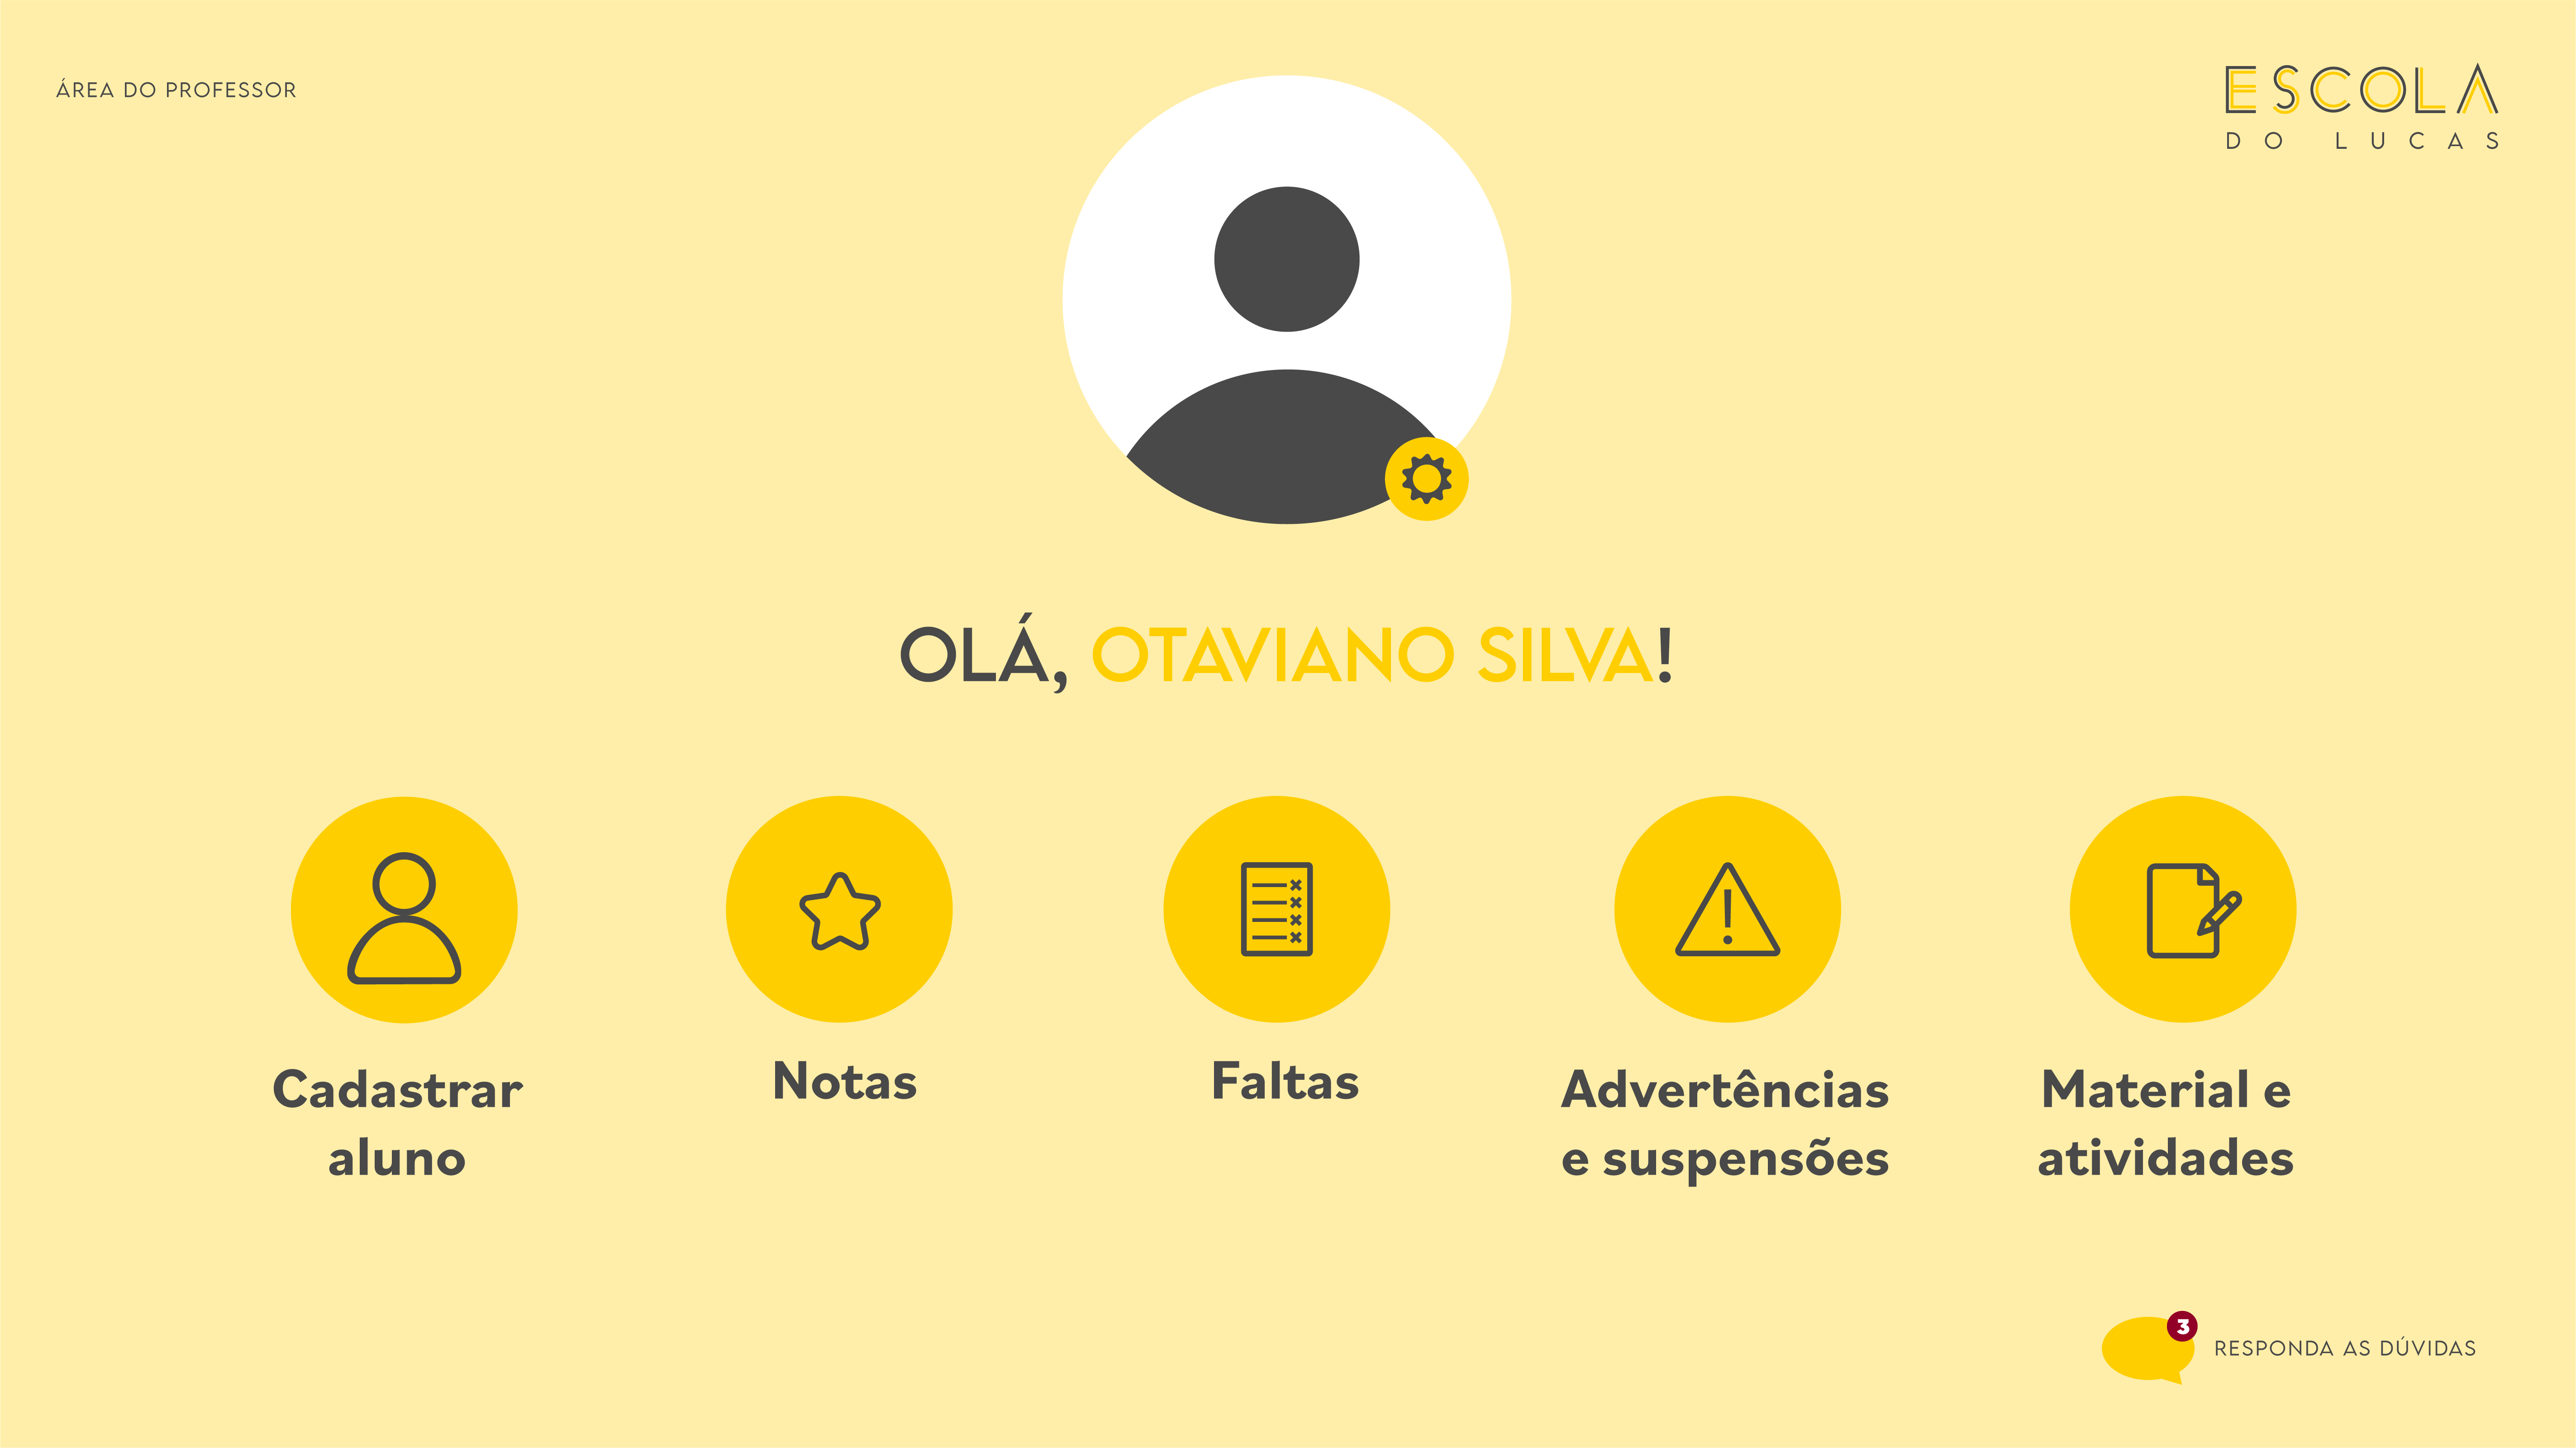 ÁREA DO PROFESSOR
ESCOLA
DO LUCAS
OLÁ, OTAVIANO SILVA!
Cadastrar
aluno
Notas
Faltas
Advertências
e suspensões
Material e
atividades
3
RESPONDA AS DÚVIDAS